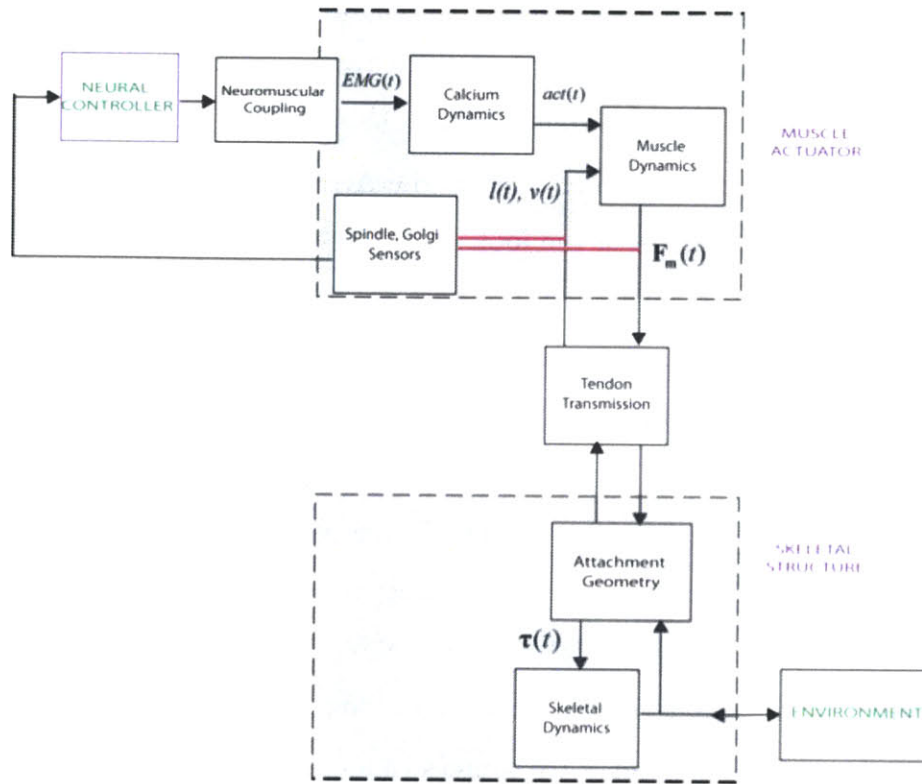 NEURAL
CONTROLLER
Neuromuscular
Coupling
EMG(t)
Calcium
Dynamics
act(t)
Muscle
Dynamics
MUSCLE
ACTUATOR
l(t), v(t)
Spindle, Golgi
Sensors
F_m(t)
Tendon
Transmission
Attachment
Geometry
SKELETAL
STRUCTURE
τ(t)
Skeletal
Dynamics
ENVIRONMENT